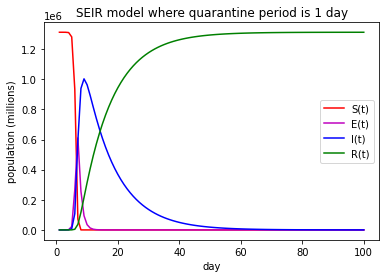 SEIR model where quarantine period is 1 day
1e6
population (millions)
1.2
1.0
0.8
0.6
0.4
0.2
0.0
S(t)
E(t)
I(t)
R(t)
0 20 40 60 80 100
day